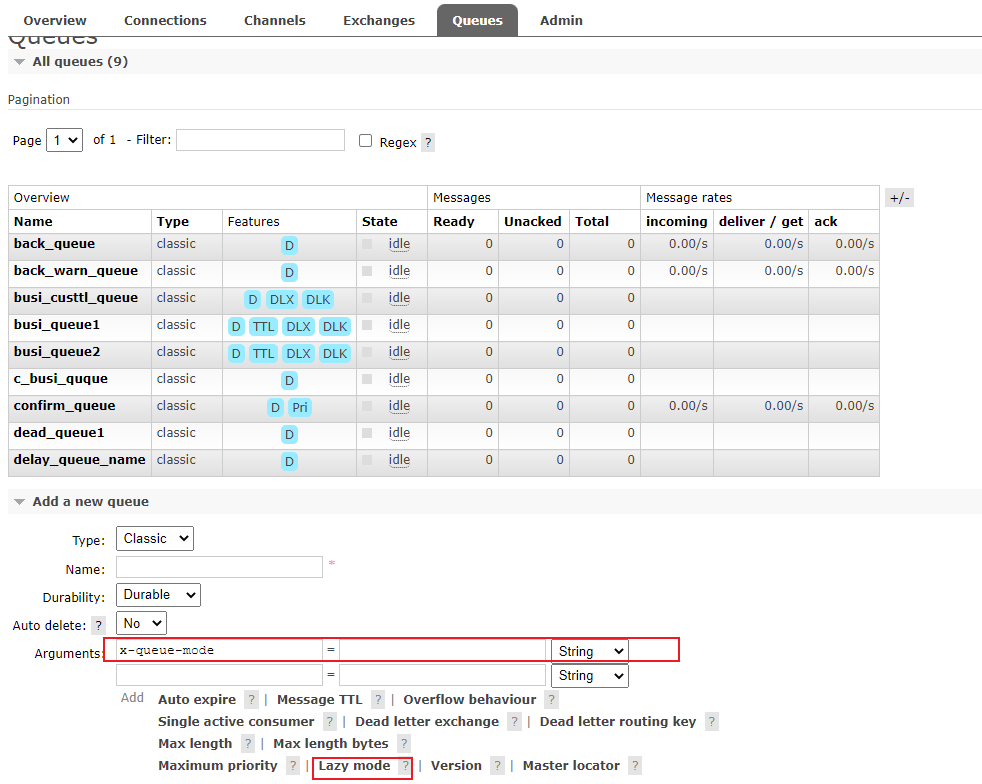 Overview Connections Channels Exchanges Queues Admin
Queues
All queues (9)
Pagination
Page 1 of 1 - Filter: Regex ?
Overview Messages Message rates +/-
Name Type Features State Ready Unacked Total incoming deliver / get ack
back_queue classic D idle 0 0 0 0.00/s 0.00/s 0.00/s
back_warn_queue classic D idle 0 0 0 0.00/s 0.00/s 0.00/s
busi_custtl_queue classic D DLX DLK idle 0 0 0
busi_queue1 classic D TTL DLX DLK idle 0 0 0
busi_queue2 classic D TTL DLX DLK idle 0 0 0
c_busi_quque classic D idle 0 0 0
confirm_queue classic D Pri idle 0 0 0 0.00/s 0.00/s 0.00/s
dead_queue1 classic D idle 0 0 0
delay_queue_name classic D idle 0 0 0
Add a new queue
Type: Classic
Name: *
Durability: Durable
Auto delete: ? No
Arguments: x-queue-mode = String
= String
Add Auto expire ? | Message TTL ? | Overflow behaviour ?
Single active consumer ? | Dead letter exchange ? | Dead letter routing key ?
Max length ? | Max length bytes ?
Maximum priority ? | Lazy mode ? | Version ? | Master locator ?